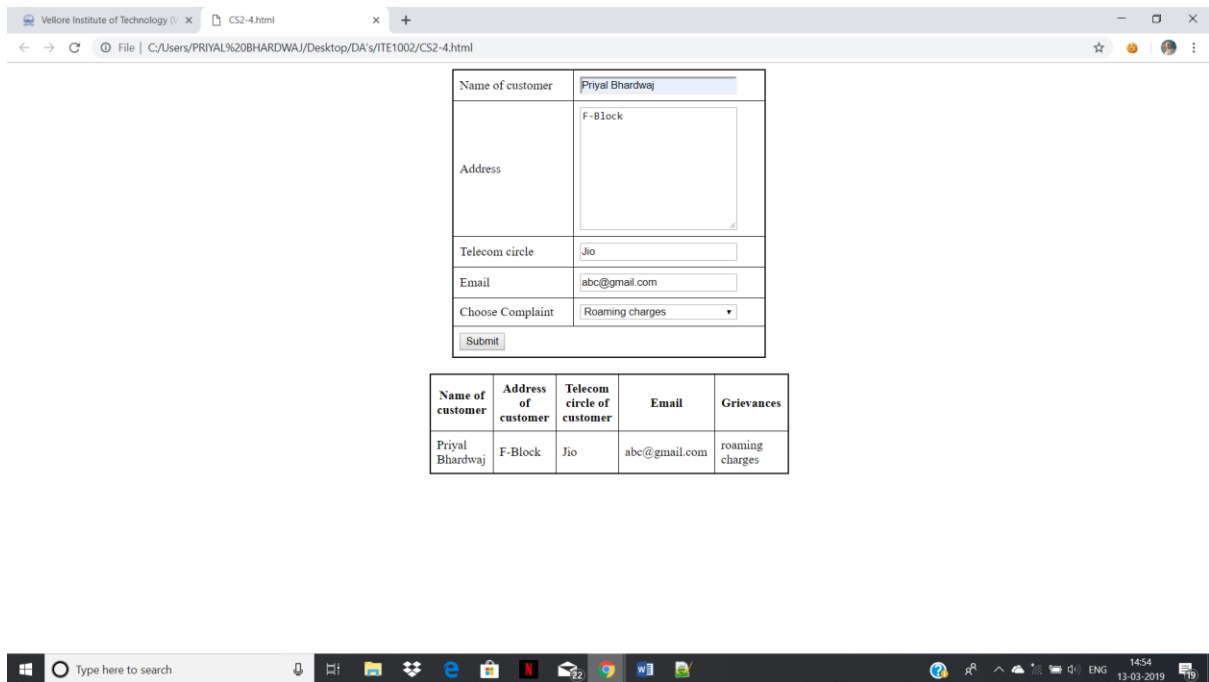 Vellore Institute of Technology (V
CS2-4.html
File | C:/Users/PRIYAL%20BHARDWAJ/Desktop/DA's/ITE1002/CS2-4.html
Name of customer Priyal Bhardwaj
Address F-Block
Telecom circle Jio
Email abc@gmail.com
Choose Complaint Roaming charges
Submit
Name of customer Address of customer Telecom circle of customer Email Grievances
Priyal Bhardwaj F-Block Jio abc@gmail.com roaming charges
Type here to search
22
W
N
ENG
14:54
13-03-2019
19